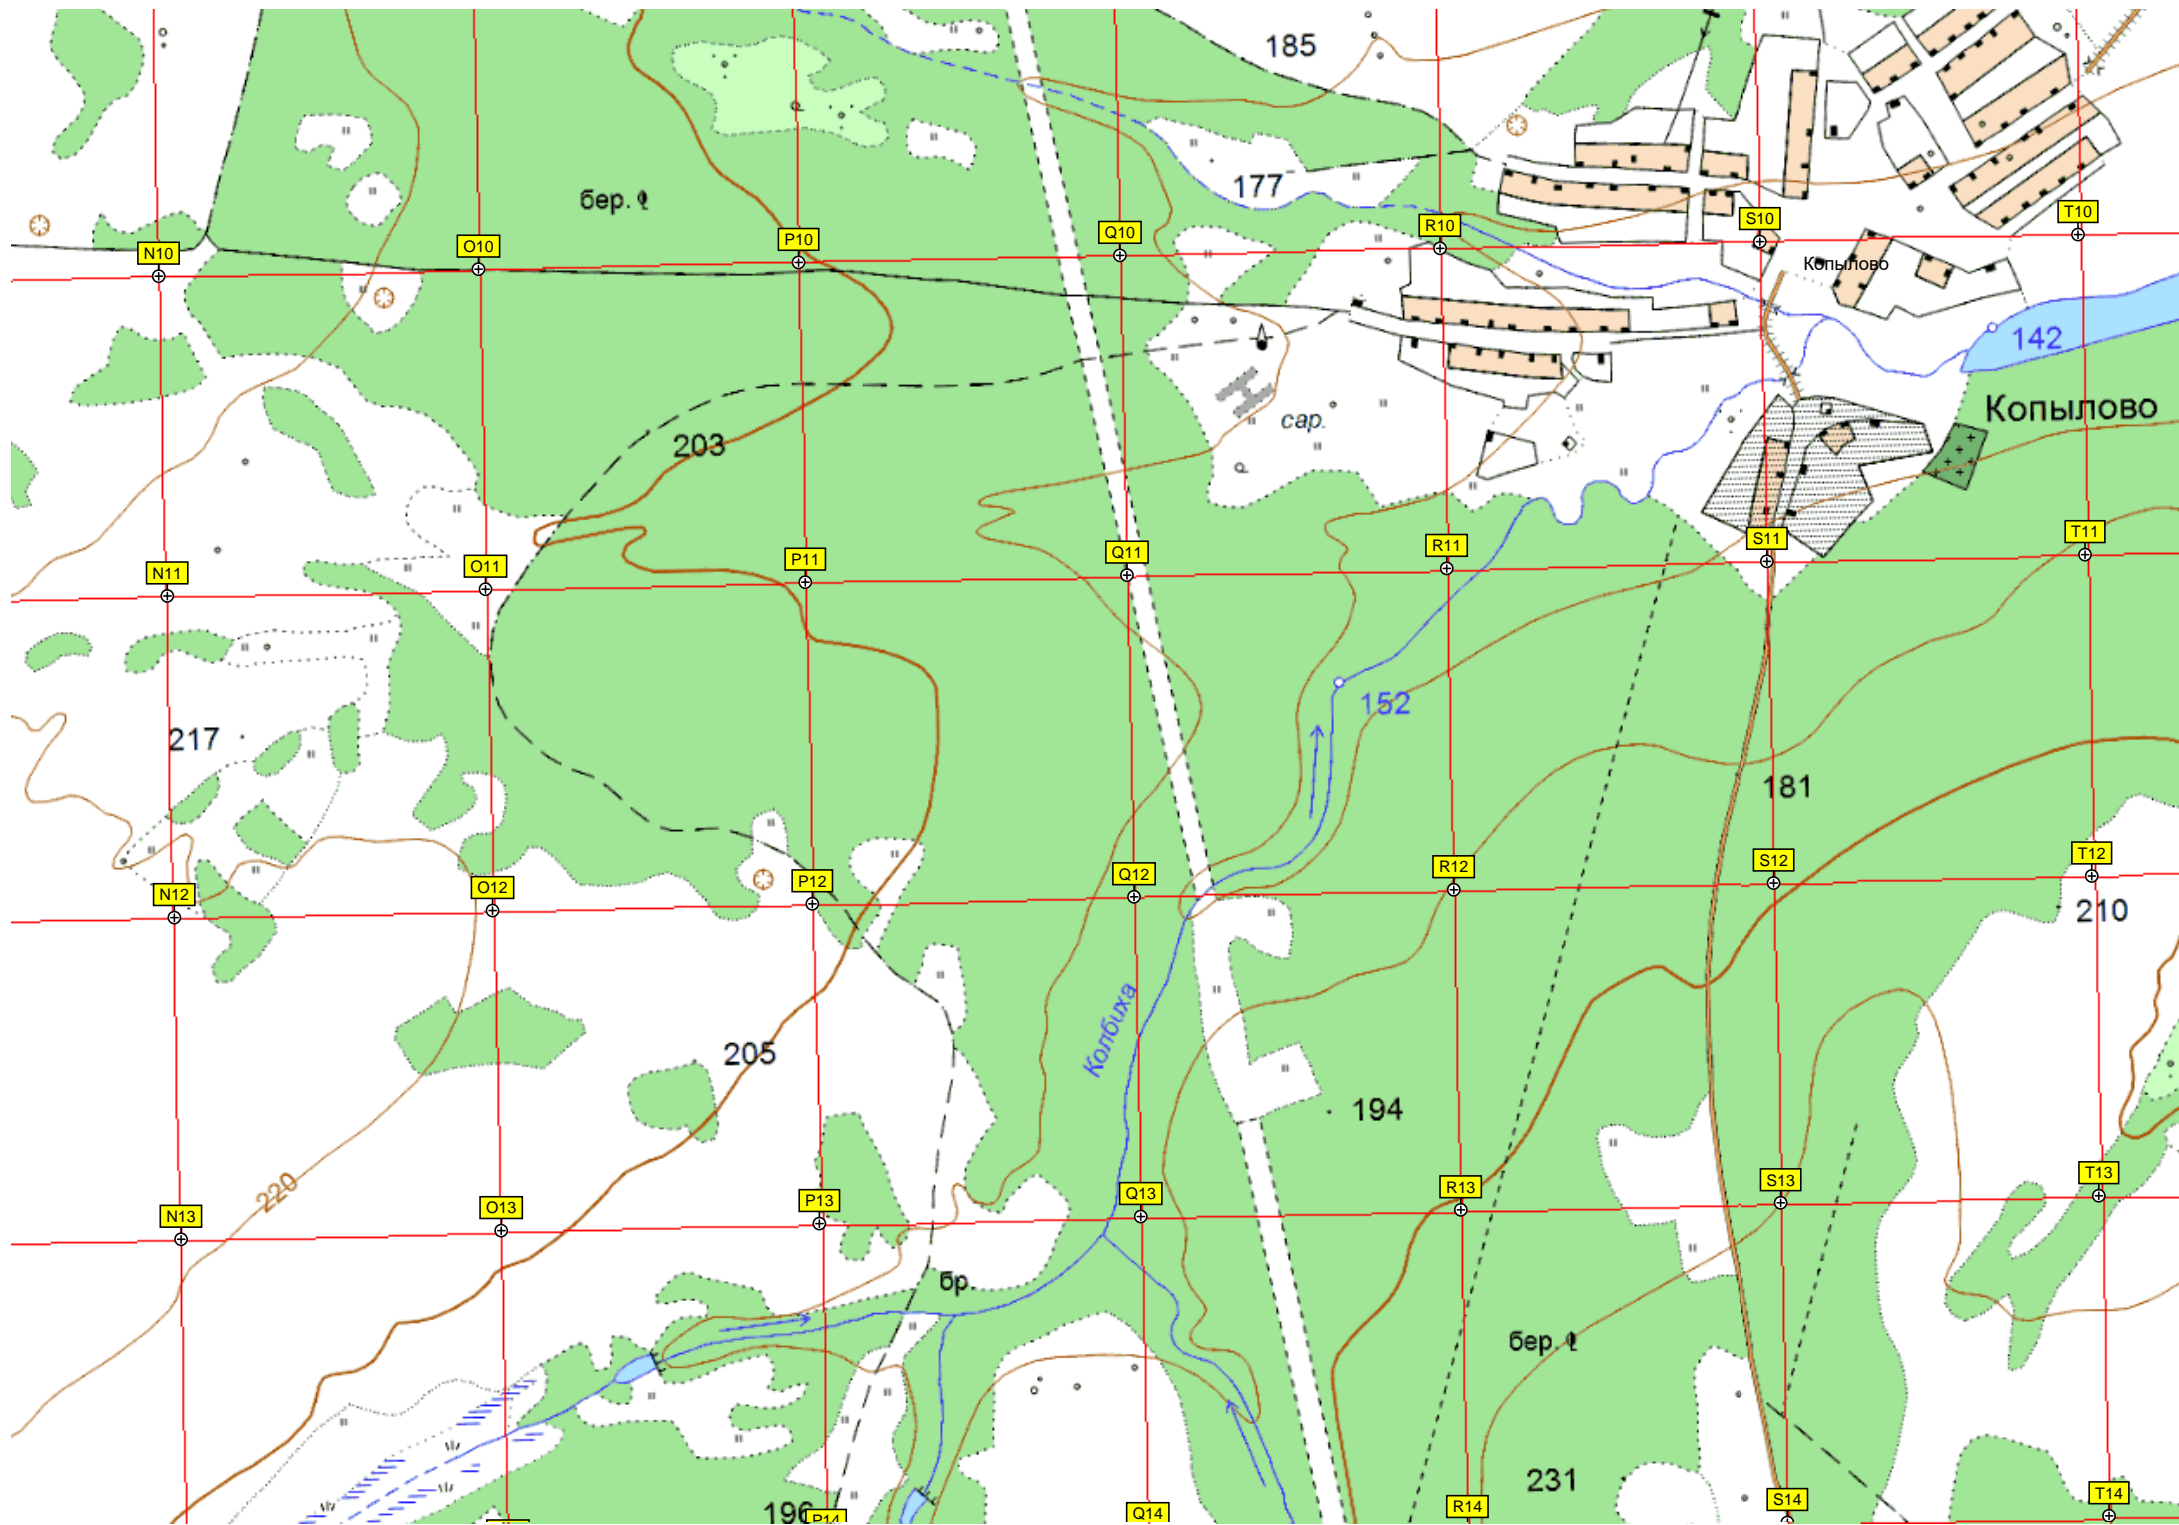 185
177
бер.
N10
O10
P10
Q10
R10
S10
T10
Копылово
142
Копылово
203
сар.
N11
O11
P11
Q11
R11
S11
T11
152
217
181
N12
O12
P12
Q12
R12
S12
T12
210
Колбиха
205
194
220
N13
O13
P13
Q13
R13
S13
T13
бр.
бер.
231
196
P14
Q14
R14
S14
T14